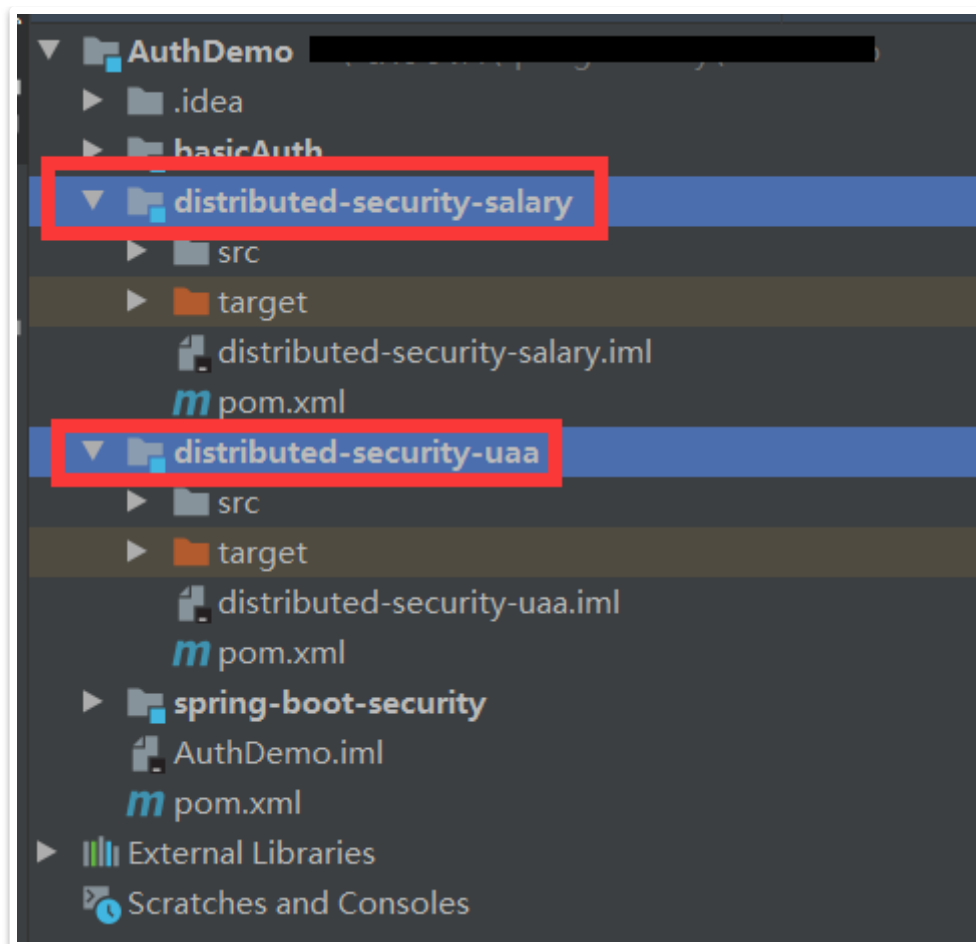 AuthDemo
.idea
basicAuth
distributed-security-salary
src
target
distributed-security-salary.iml
m pom.xml
distributed-security-uaa
src
target
distributed-security-uaa.iml
m pom.xml
spring-boot-security
AuthDemo.iml
m pom.xml
External Libraries
Scratches and Consoles